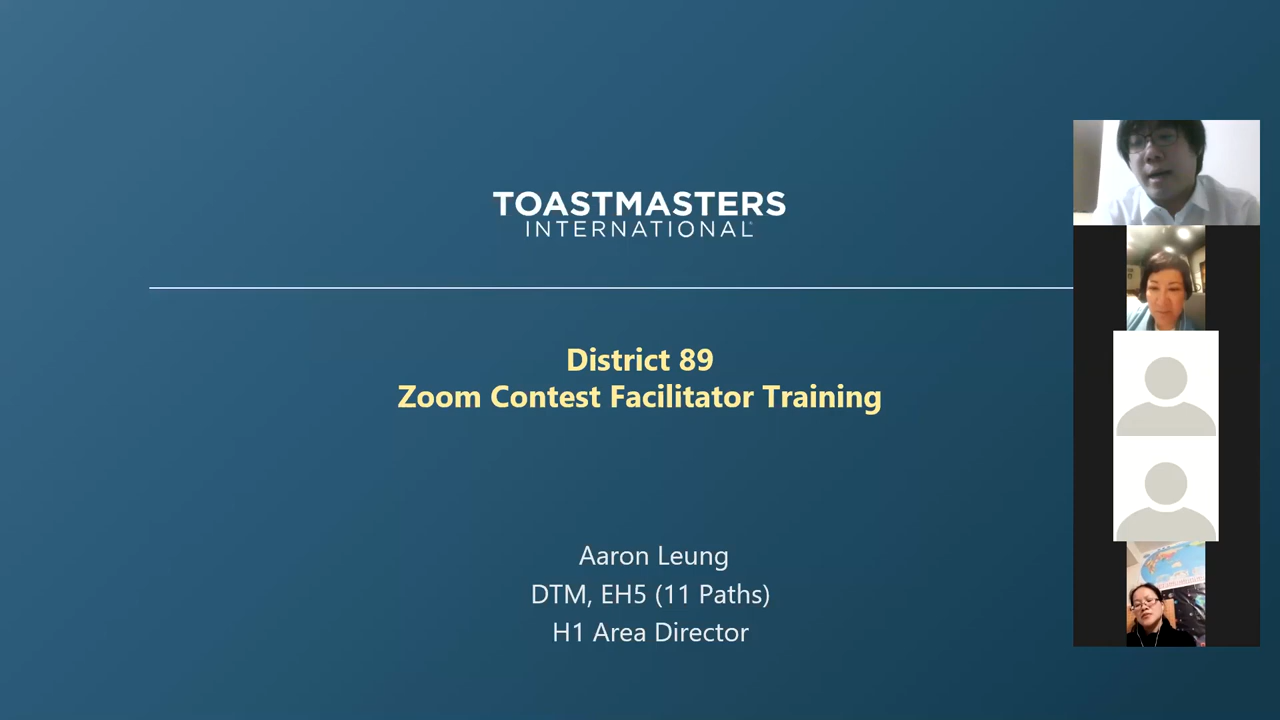 TOASTMASTERS
INTERNATIONAL
District 89
Zoom Contest Facilitator Training
Aaron Leung
DTM, EH5 (11 Paths)
H1 Area Director